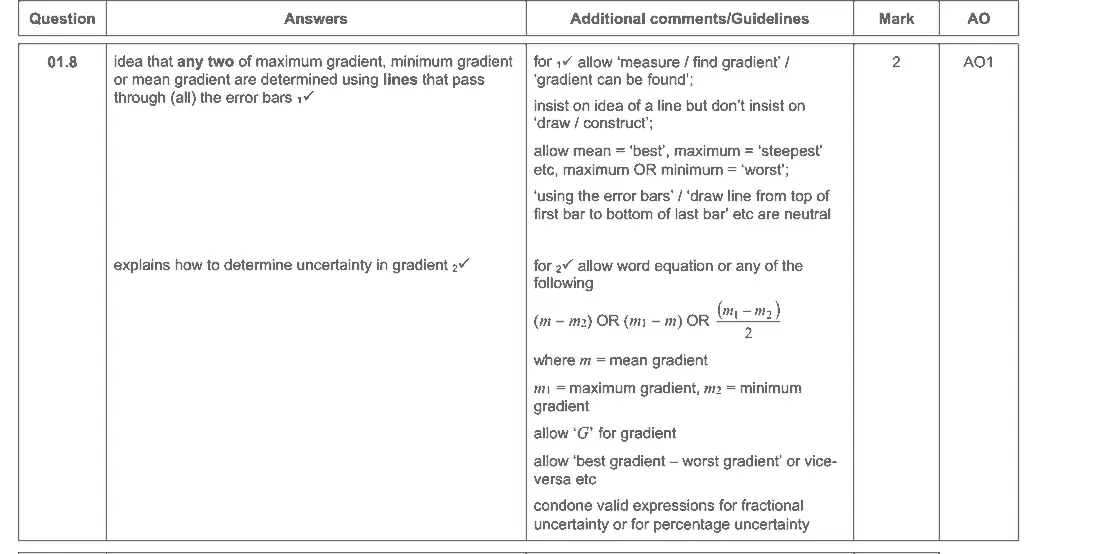 Question Answers Additional comments/Guidelines Mark AO
01.8 idea that any two of maximum gradient, minimum gradient for ₁✓ allow ‘measure / find gradient’ / 2 AO1
or mean gradient are determined using lines that pass ‘gradient can be found’;
through (all) the error bars ₁✓
insist on idea of a line but don’t insist on
‘draw / construct’;
allow mean = ‘best’, maximum = ‘steepest’
etc, maximum OR minimum = ‘worst’;
‘using the error bars’ / ‘draw line from top of
first bar to bottom of last bar’ etc are neutral
explains how to determine uncertainty in gradient ₂✓ for ₂✓ allow word equation or any of the
following
(m – m₂) OR (m₁ – m) OR (m₁ – m₂)/2
where m = mean gradient
m₁ = maximum gradient, m₂ = minimum
gradient
allow ‘G’ for gradient
allow ‘best gradient – worst gradient’ or vice-
versa etc
condone valid expressions for fractional
uncertainty or for percentage uncertainty